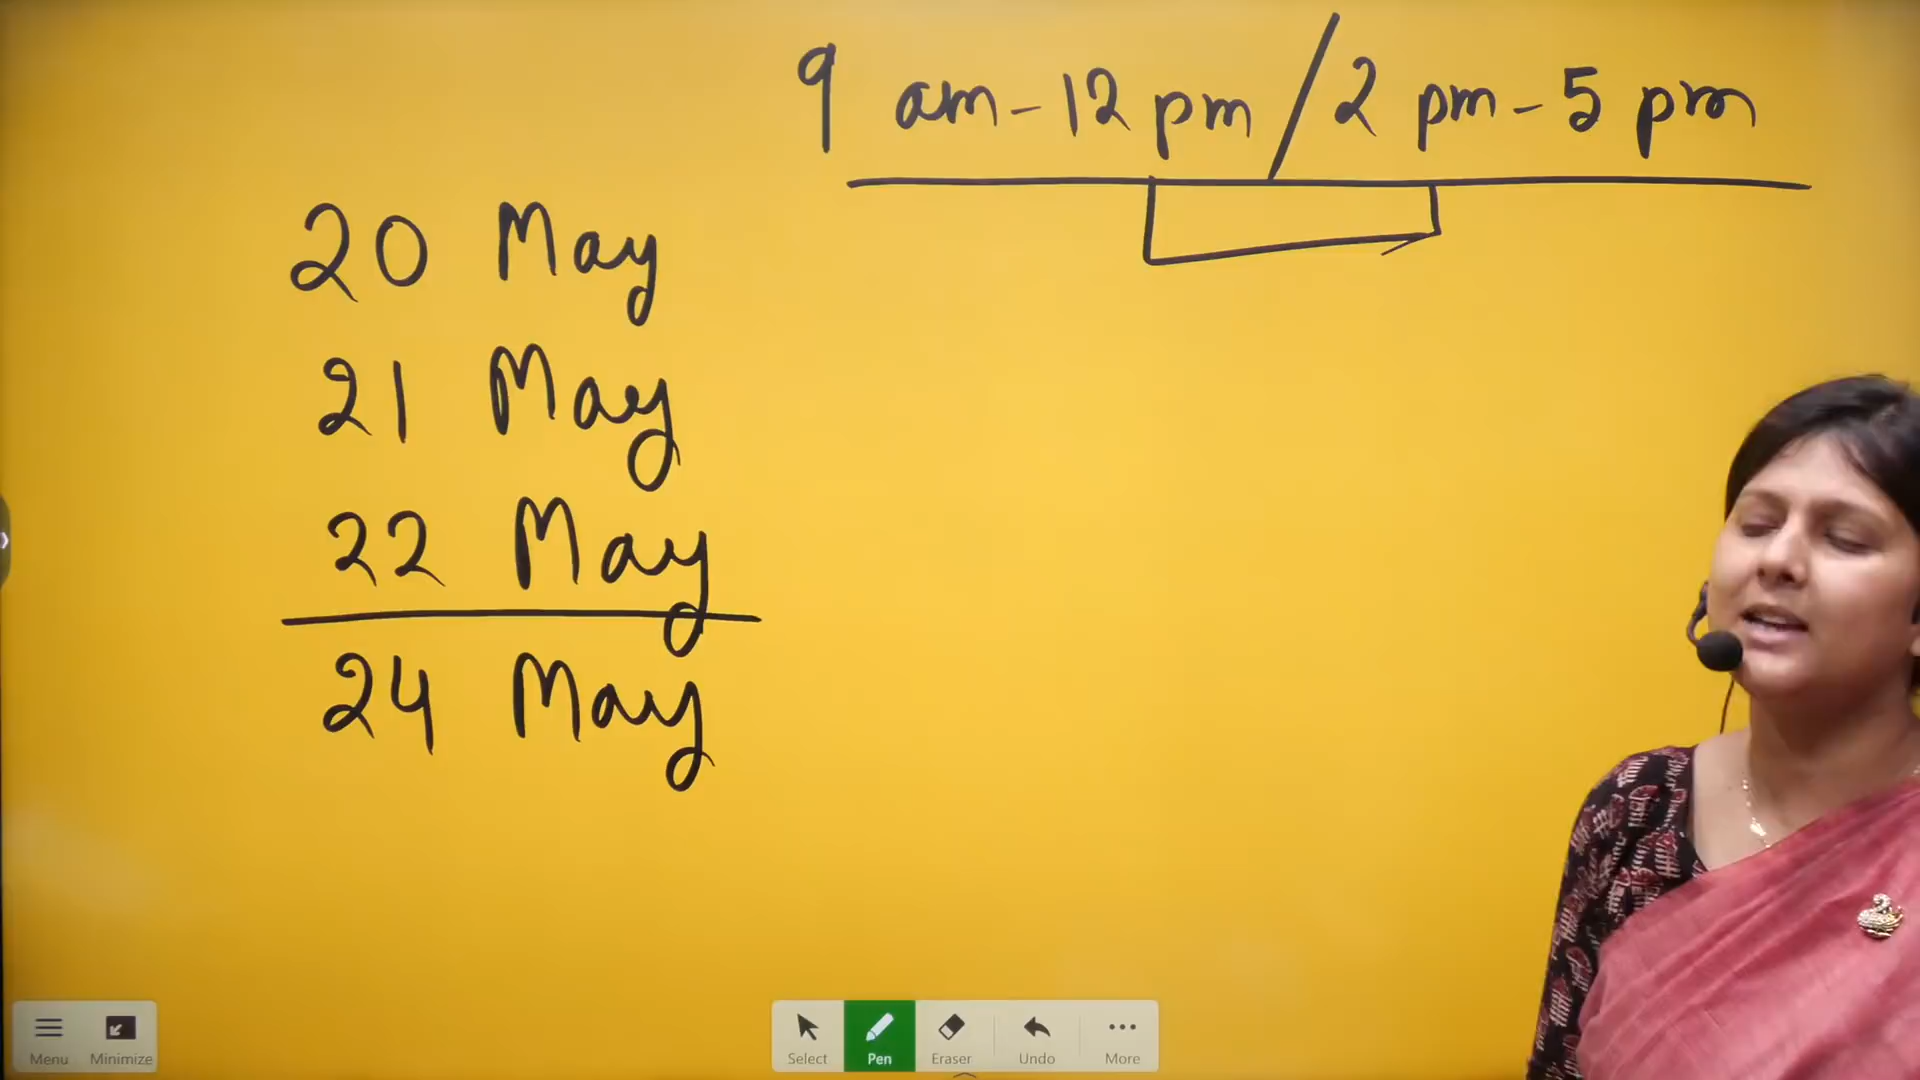 9 am - 12 pm / 2 pm - 5 pm
20 May
21 May
22 May
24 May
Menu
Minimize
Select
Pen
Eraser
Undo
More